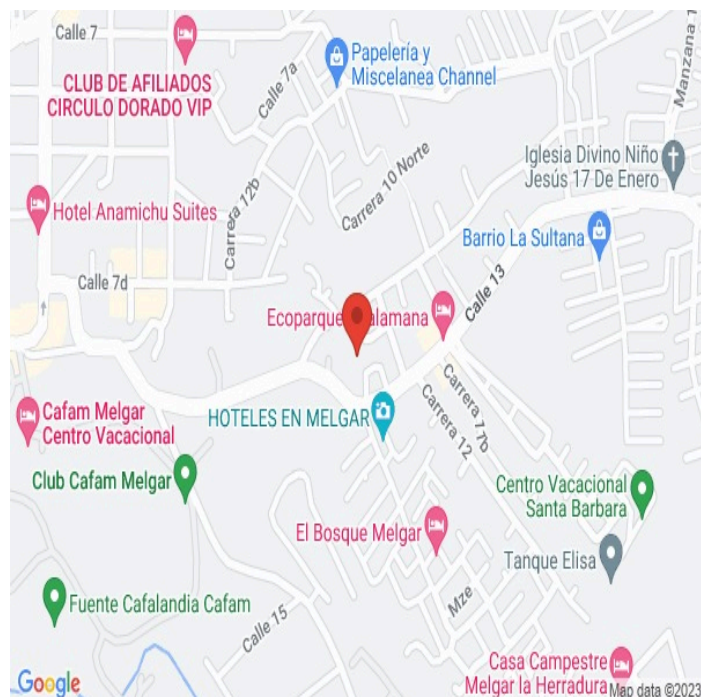 Calle 7
CLUB DE AFILIADOS
CIRCULO DORADO VIP
Calle 7a
Papelería y
Miscelanea Channel
Manzana 1
Iglesia Divino Niño
Jesús 17 De Enero
Carrera 10 Norte
Carrera 12b
Hotel Anamichu Suites
Barrio La Sultana
Calle 7d
Calle 13
Ecoparque
alamana
Carrera 17b
Carrera 12
HOTELES EN MELGAR
Cafam Melgar
Centro Vacacional
Club Cafam Melgar
Centro Vacacional
Santa Barbara
El Bosque Melgar
Tanque Elisa
Mze
Fuente Cafalandia Cafam
Calle 15
Casa Campestre
Melgar la Herradura
Google
Map data ©2023